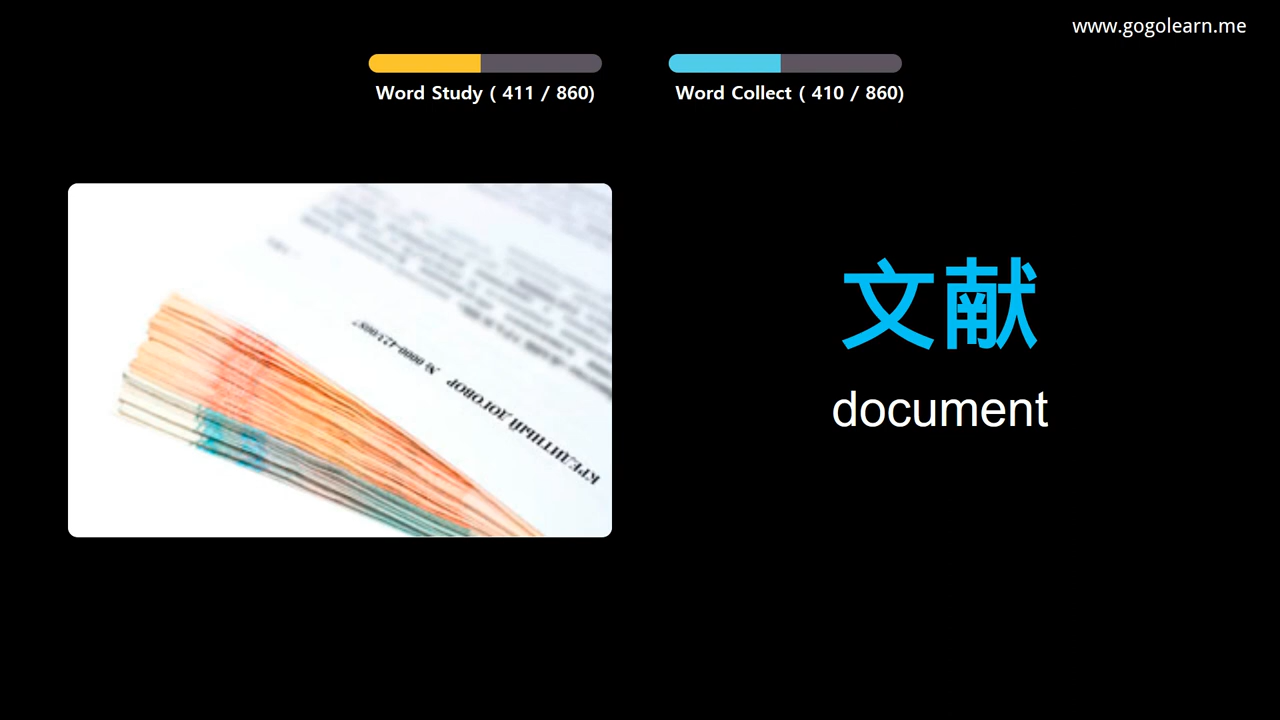 www.gogolearn.me
Word Study ( 411 / 860)
Word Collect ( 410 / 860)
КРЕДИТНЫЙ ДОГОВОР
文献
document